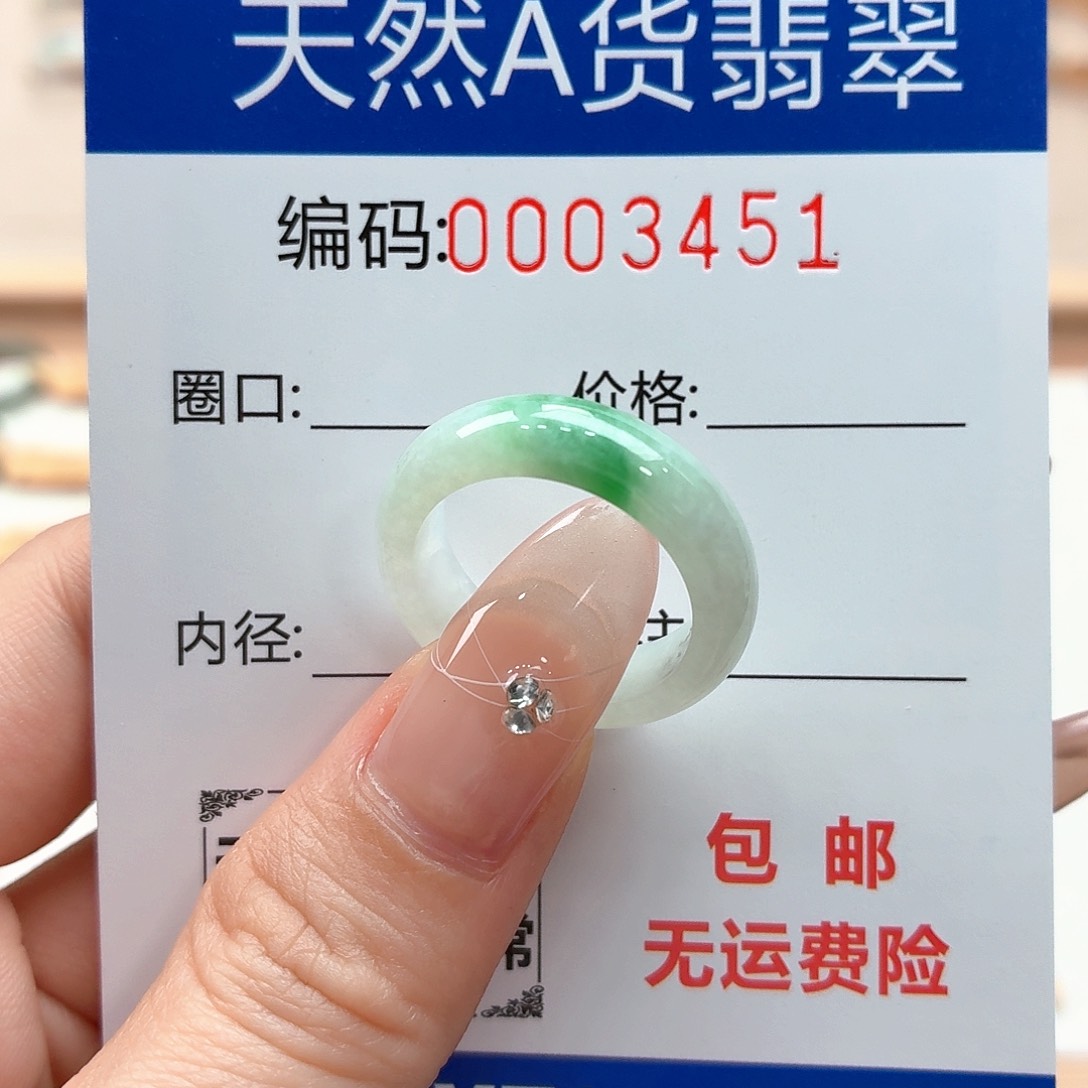 天然A货翡翠
编码:0003451
圈口: 价格:
内径:
包 邮
无运费险